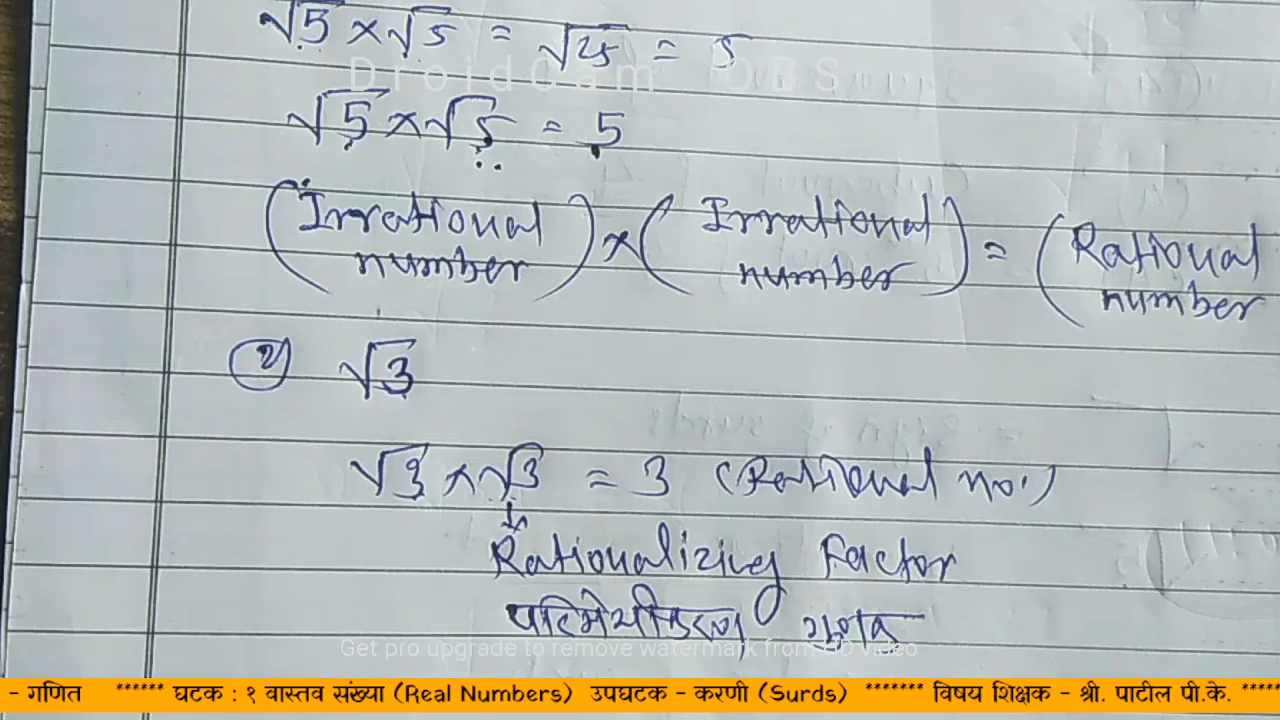 √5 × √5 = √25 = 5
DroidCam OBS
√5 × √5 = 5
(Irrational number) × (Irrational number) = (Rational number
२) √3
√3 × √3 = 3 (Rational no.)
↓
Rationalizing Factor
परिमेयीकरण गुणक
Get pro upgrade to remove watermark from HD video
- गणित ****** घटक : १ वास्तव संख्या (Real Numbers) उपघटक - करणी (Surds) ******* विषय शिक्षक - श्री. पाटील पी.के. *****